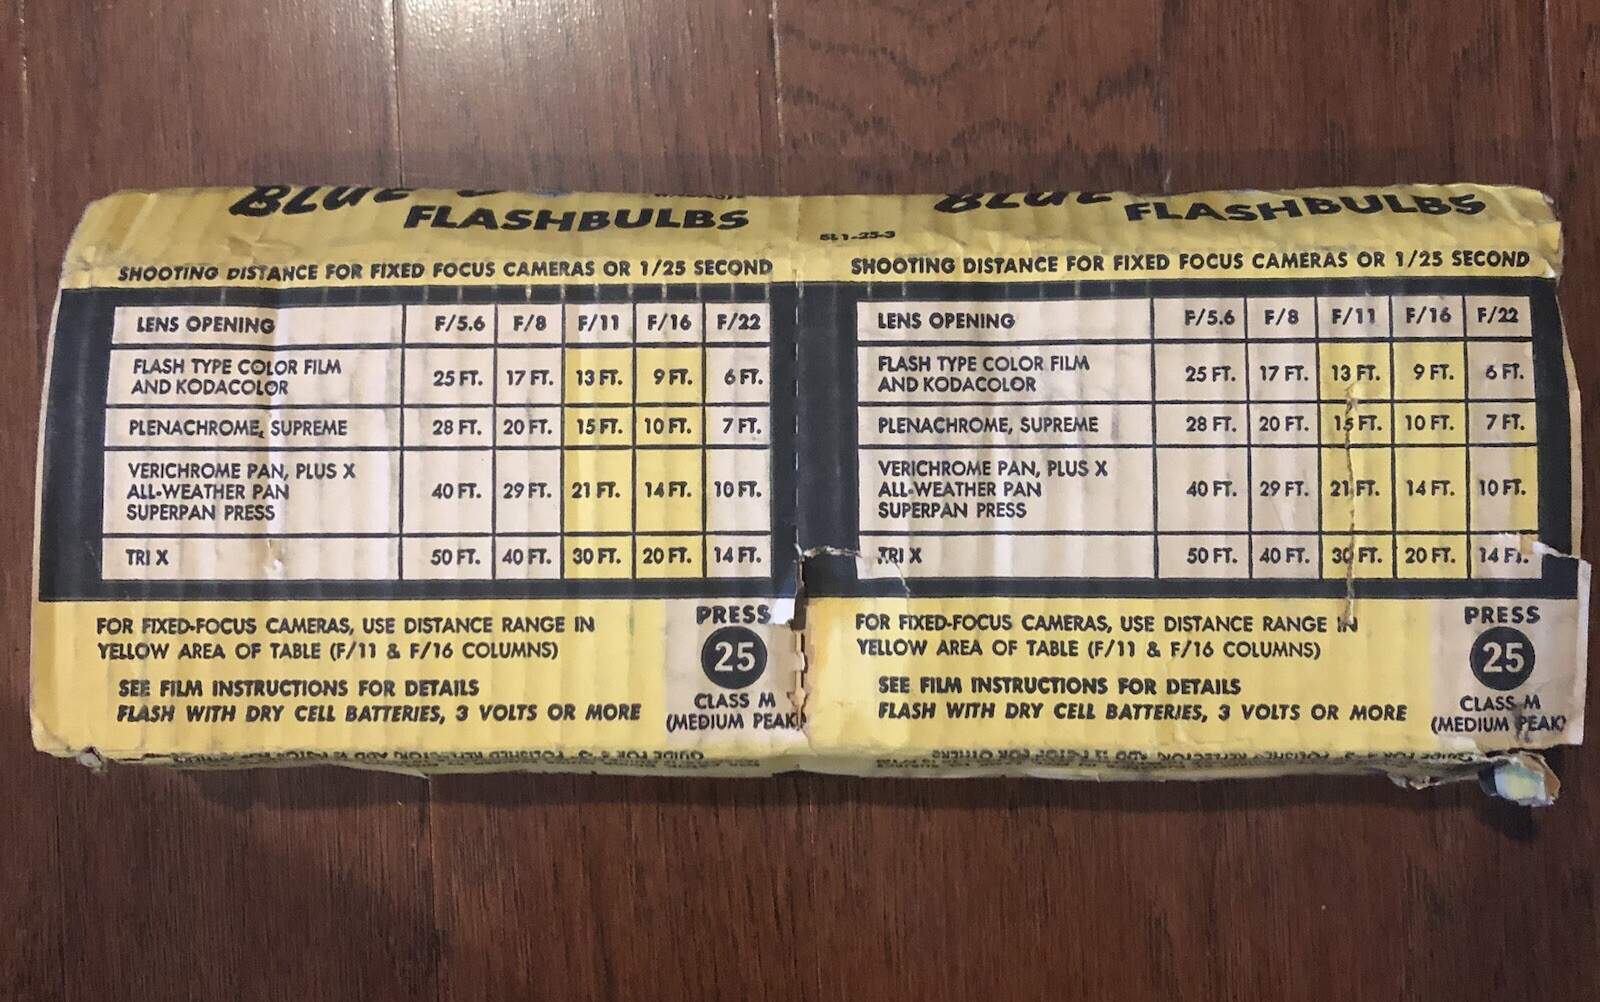 BLUE
FLASHBULBS
SHOOTING DISTANCE FOR FIXED FOCUS CAMERAS OR 1/25 SECOND
LENS OPENING F/5.6 F/8 F/11 F/16 F/22
FLASH TYPE COLOR FILM
AND KODACOLOR 25 FT. 17 FT. 13 FT. 9 FT. 6 FT.
PLENACHROME, SUPREME 28 FT. 20 FT. 15 FT. 10 FT. 7 FT.
VERICHROME PAN, PLUS X
ALL-WEATHER PAN 40 FT. 29 FT. 21 FT. 14 FT. 10 FT.
SUPERPAN PRESS
TRI X 50 FT. 40 FT. 30 FT. 20 FT. 14 FT.
FOR FIXED-FOCUS CAMERAS, USE DISTANCE RANGE IN
YELLOW AREA OF TABLE (F/11 & F/16 COLUMNS)
SEE FILM INSTRUCTIONS FOR DETAILS
FLASH WITH DRY CELL BATTERIES, 3 VOLTS OR MORE
PRESS
25
CLASS M
(MEDIUM PEAK)
BLUE
FLASHBULBS
SHOOTING DISTANCE FOR FIXED FOCUS CAMERAS OR 1/25 SECOND
LENS OPENING F/5.6 F/8 F/11 F/16 F/22
FLASH TYPE COLOR FILM
AND KODACOLOR 25 FT. 17 FT. 13 FT. 9 FT. 6 FT.
PLENACHROME, SUPREME 28 FT. 20 FT. 15 FT. 10 FT. 7 FT.
VERICHROME PAN, PLUS X
ALL-WEATHER PAN 40 FT. 29 FT. 21 FT. 14 FT. 10 FT.
SUPERPAN PRESS
TRI X 50 FT. 40 FT. 30 FT. 20 FT. 14 FT.
FOR FIXED-FOCUS CAMERAS, USE DISTANCE RANGE IN
YELLOW AREA OF TABLE (F/11 & F/16 COLUMNS)
SEE FILM INSTRUCTIONS FOR DETAILS
FLASH WITH DRY CELL BATTERIES, 3 VOLTS OR MORE
PRESS
25
CLASS M
(MEDIUM PEAK)